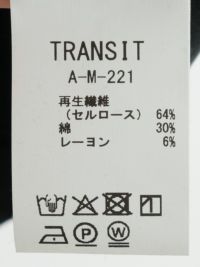 TRANSIT
A-M-221
再生繊維
(セルロース) 64%
綿 30%
レーヨン 6%
P W